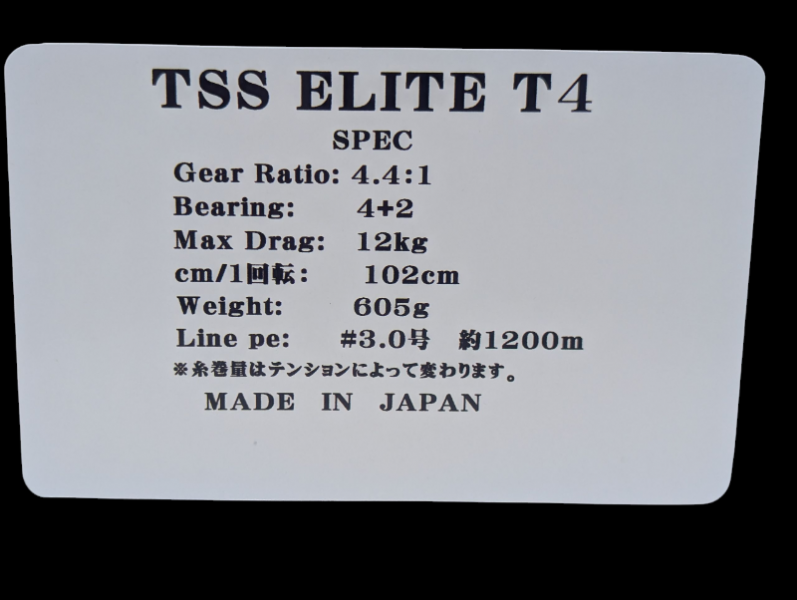 TSS ELITE T4
SPEC
Gear Ratio: 4.4:1
Bearing: 4+2
Max Drag: 12kg
cm/1回転: 102cm
Weight: 605g
Line pe: #3.0号 約1200m
※糸巻量はテンションによって変わります。
MADE IN JAPAN